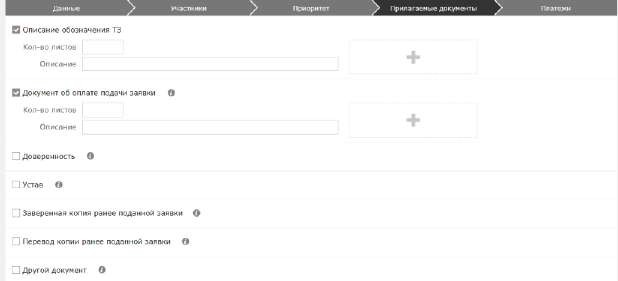 Данные Участники Приоритет Прилагаемые документы Платежи
Описание обозначения ТЗ
Кол-во листов
Описание
Документ об оплате подачи заявки
Кол-во листов
Описание
Доверенность
Устав
Заверенная копия ранее поданной заявки
Перевод копии ранее поданной заявки
Другой документ